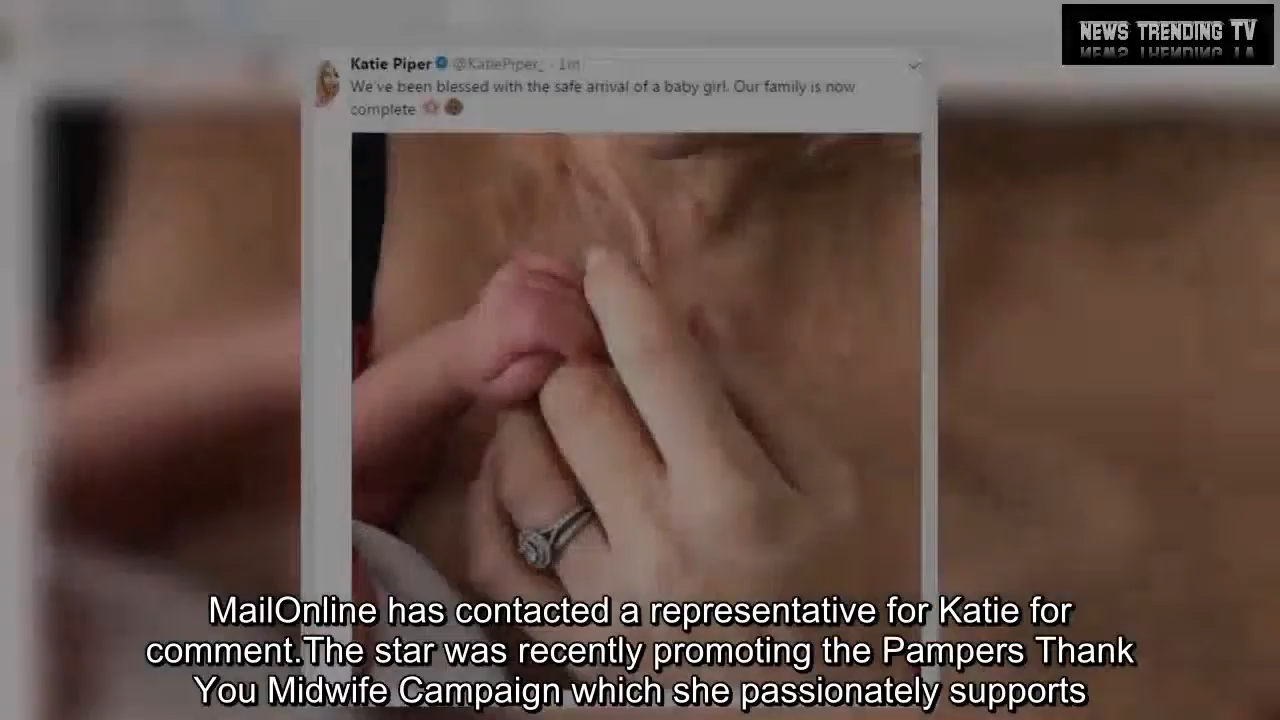 NEWS TRENDING TV
Katie Piper @KatiePiper_ · 1m
We've been blessed with the safe arrival of a baby girl. Our family is now
complete
MailOnline has contacted a representative for Katie for
comment.The star was recently promoting the Pampers Thank
You Midwife Campaign which she passionately supports